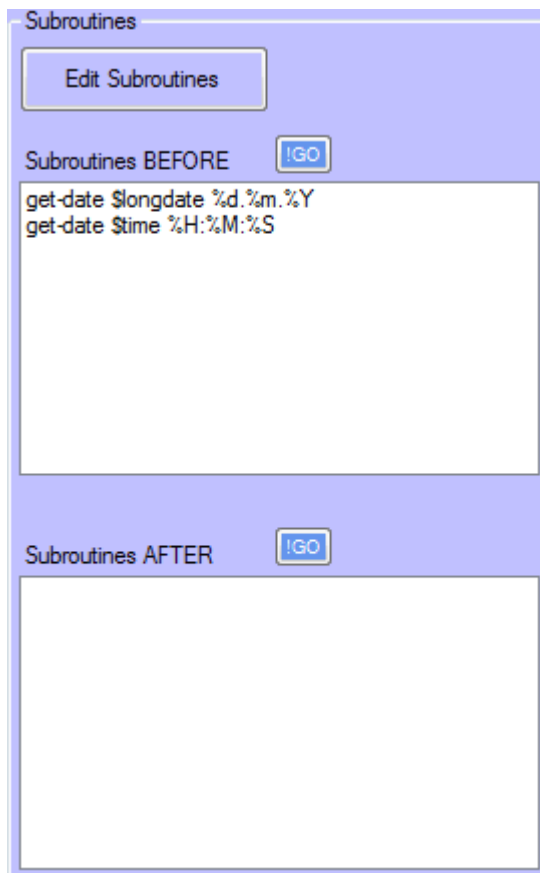 Subroutines
Edit Subroutines
Subroutines BEFORE !GO
get-date $longdate %d.%m.%Y
get-date $time %H:%M:%S
Subroutines AFTER !GO